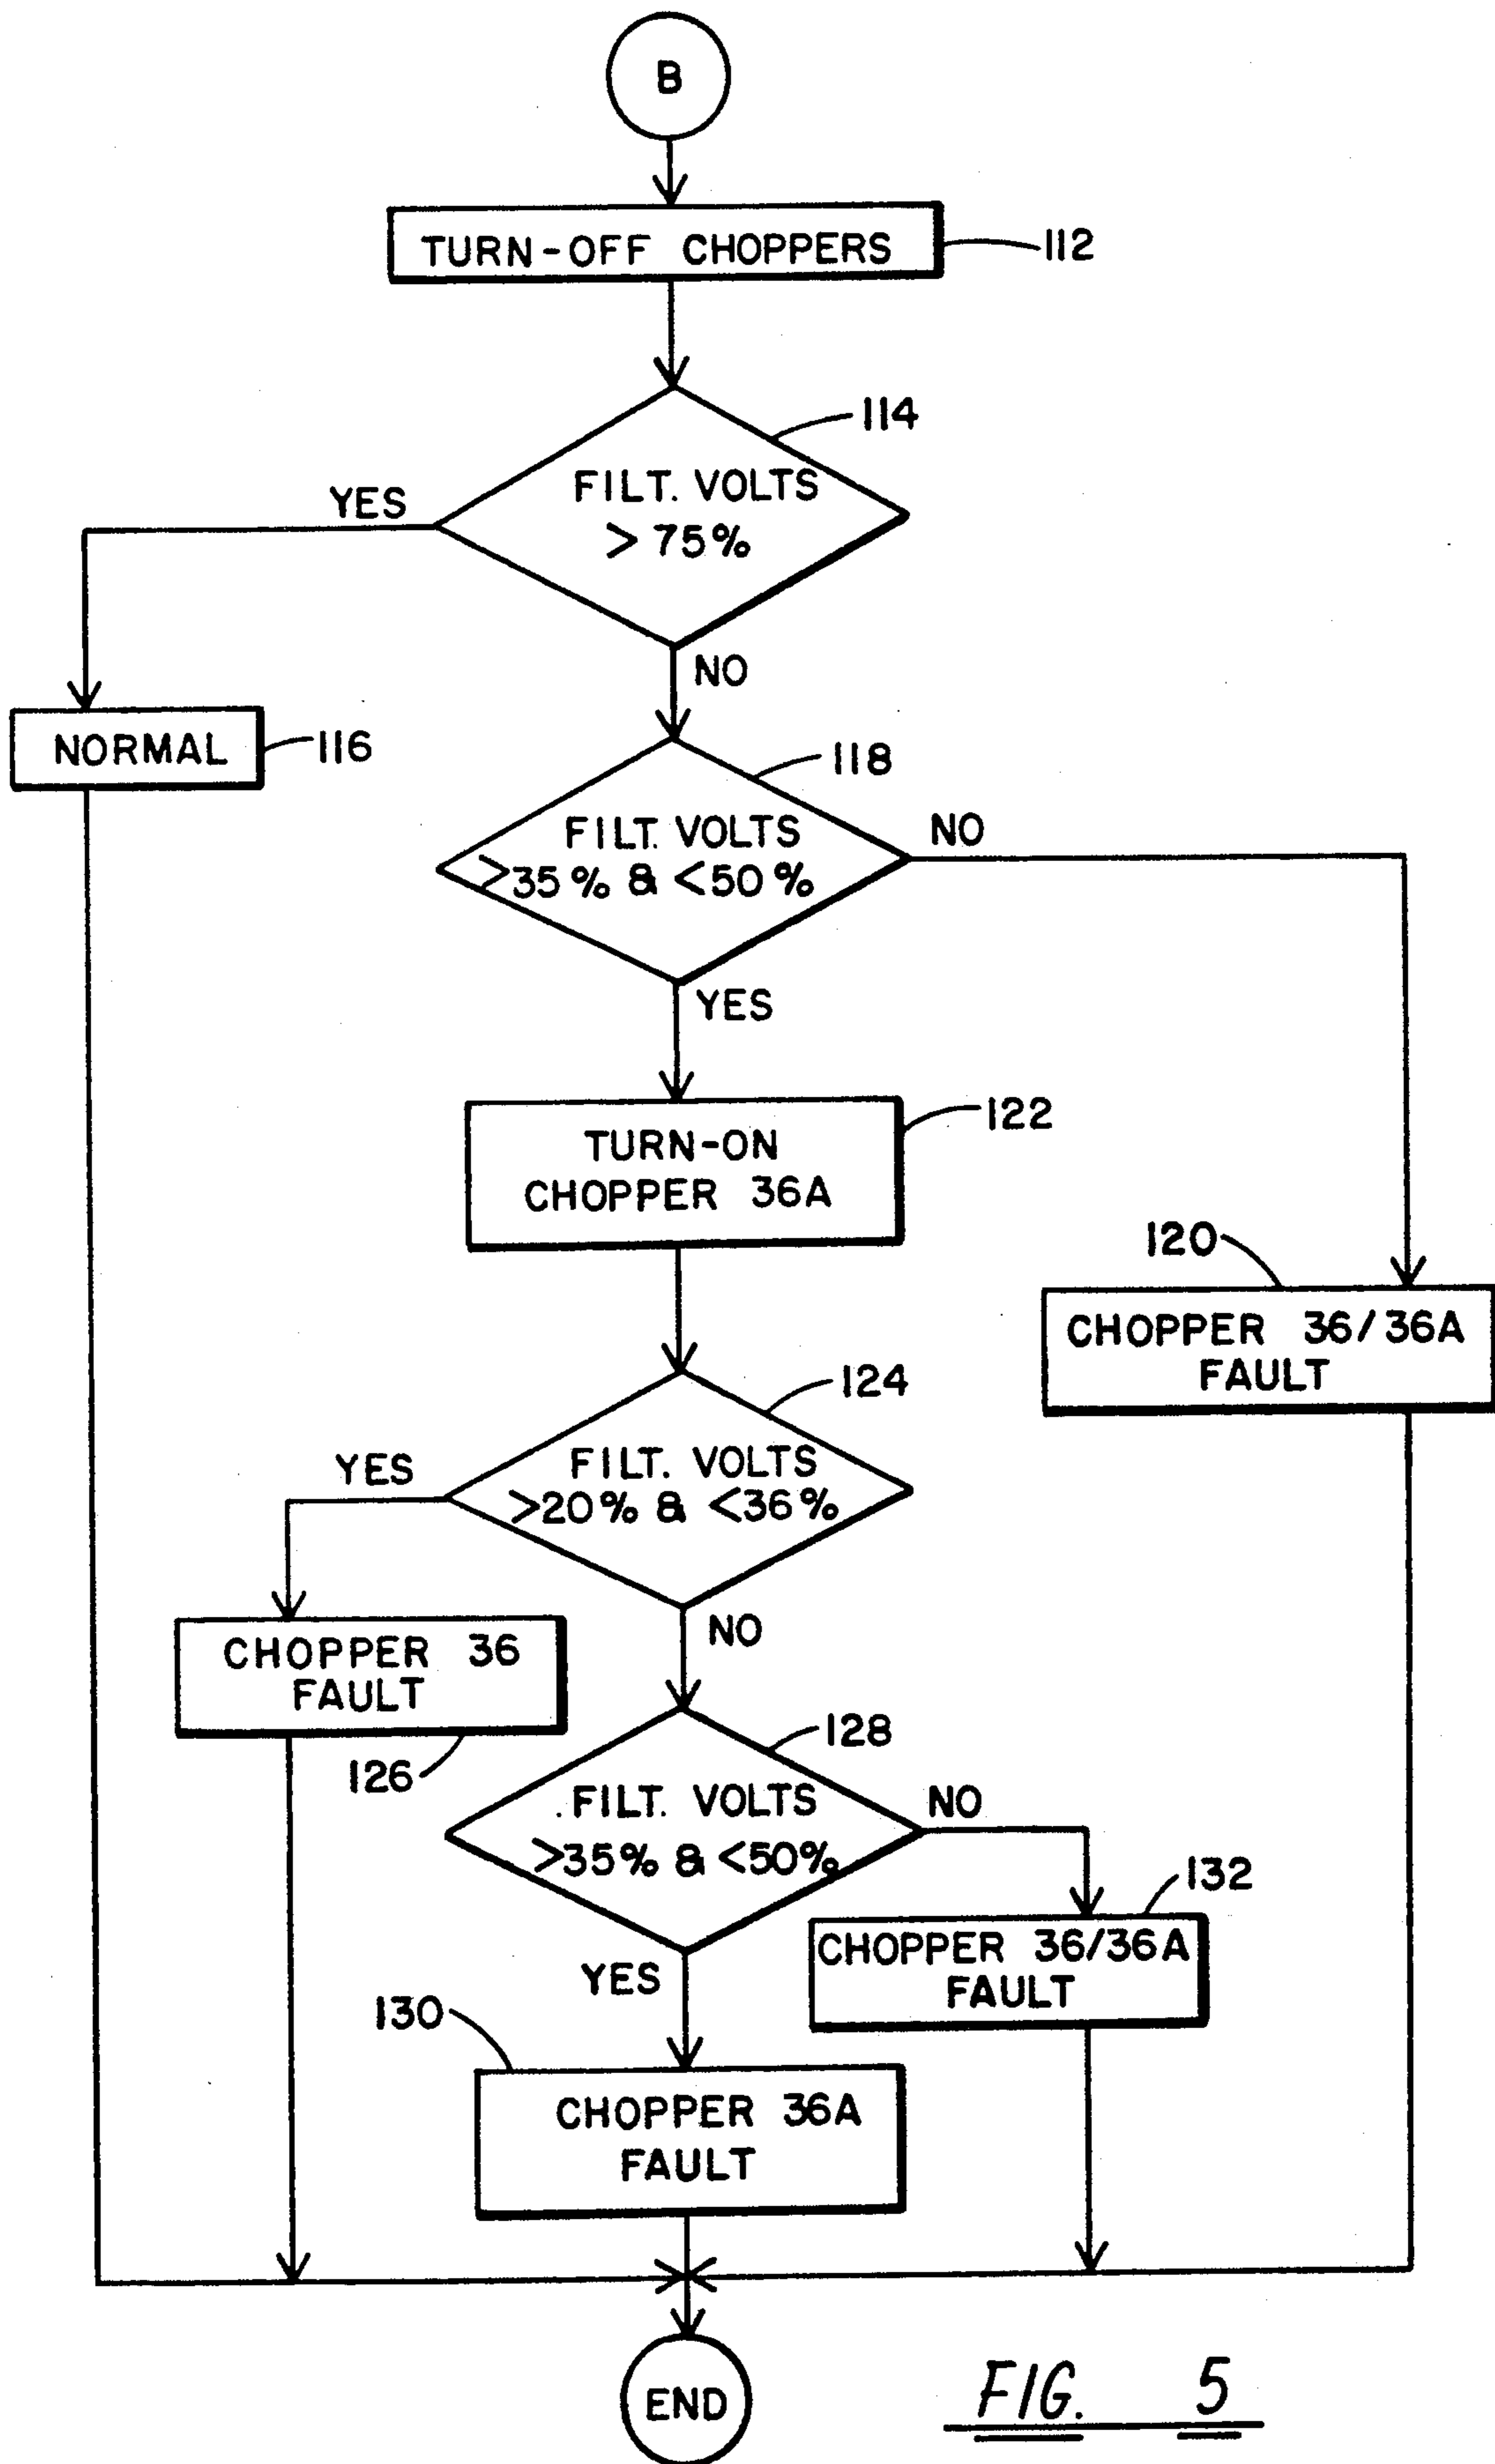 B
TURN-OFF CHOPPERS
112
114
FILT. VOLTS
> 75%
YES
NO
NORMAL
116
118
FILT. VOLTS
>35% & <50%
NO
YES
TURN-ON
CHOPPER 36A
122
120
CHOPPER 36/36A
FAULT
124
FILT. VOLTS
>20% & <36%
YES
NO
CHOPPER 36
FAULT
126
128
FILT. VOLTS
>35% & <50%
NO
YES
132
CHOPPER 36/36A
FAULT
130
CHOPPER 36A
FAULT
END
FIG. 5